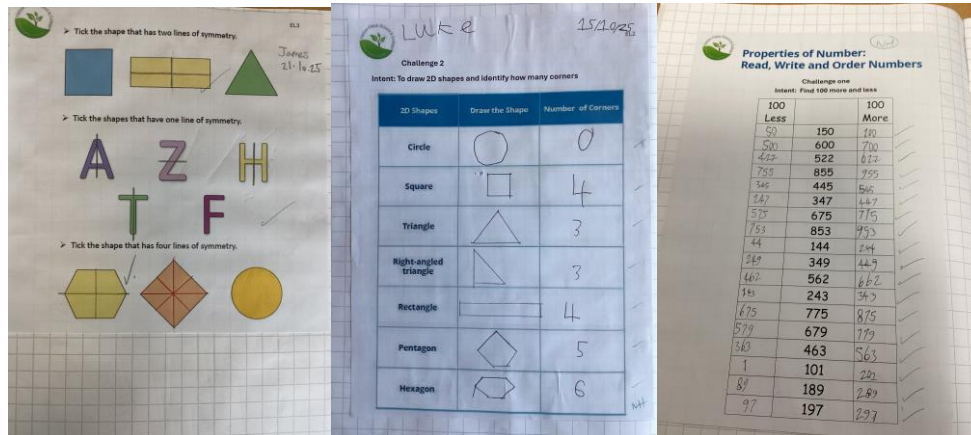 EL3
➤ Tick the shape that has two lines of symmetry.
James
21.10.25
➤ Tick the shapes that have one line of symmetry.
A Z H
T F
➤ Tick the shape that has four lines of symmetry.
Luke 15/10/25
Challenge 2
Intent: To draw 2D shapes and identify how many corners
2D Shapes Draw the Shape Number of Corners
Circle 0
Square 4
Triangle 3
Right-angled
triangle 3
Rectangle 4
Pentagon 5
Hexagon 6
NH
Properties of Number:
Read, Write and Order Numbers
Challenge one
Intent: Find 100 more and less
100 100
Less More
50 150
500 600 700
422 522 622
755 855 955
345 445 545
247 347 447
575 675 775
753 853 953
44 144 244
249 349 449
462 562 662
143 243 343
675 775 875
579 679 779
363 463 563
1 101 201
89 189 289
97 197 297